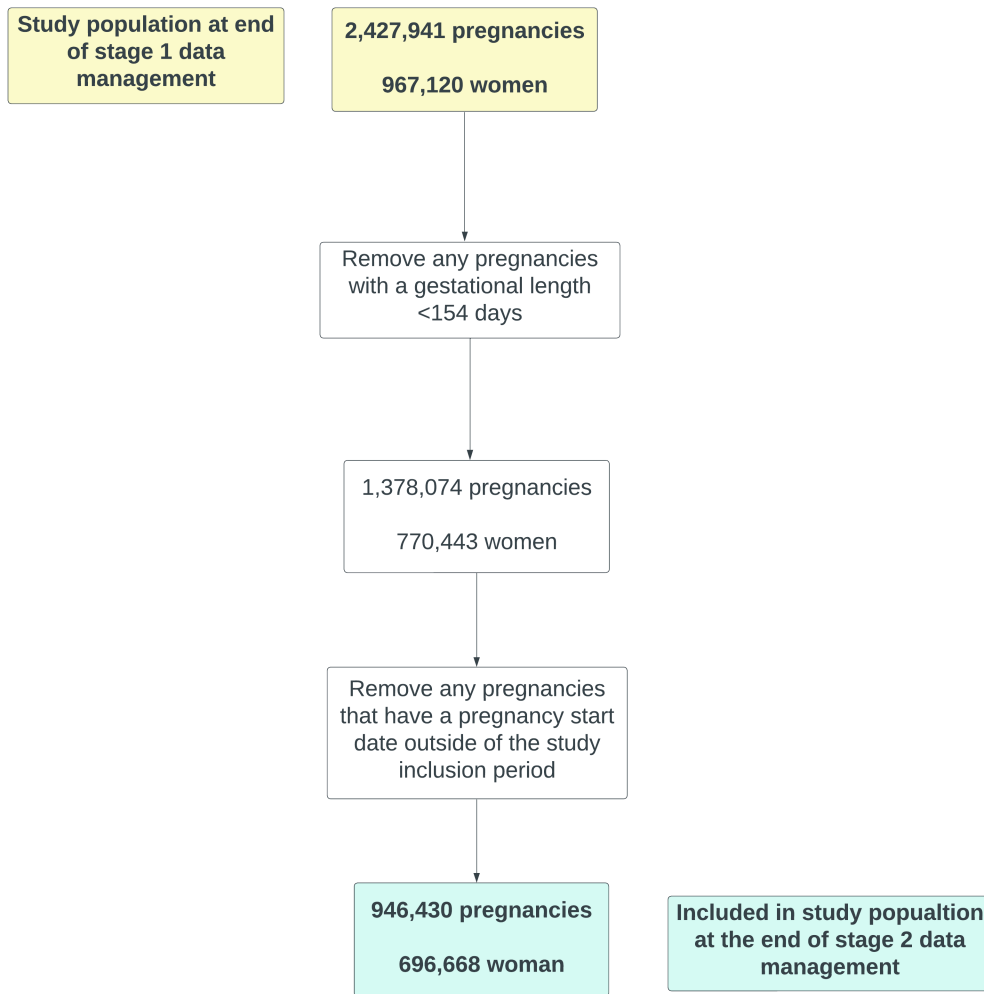 Study population at end
of stage 1 data
management
2,427,941 pregnancies
967,120 women
Remove any pregnancies
with a gestational length
<154 days
1,378,074 pregnancies
770,443 women
Remove any pregnancies
that have a pregnancy start
date outside of the study
inclusion period
946,430 pregnancies
696,668 woman
Included in study popualtion
at the end of stage 2 data
management